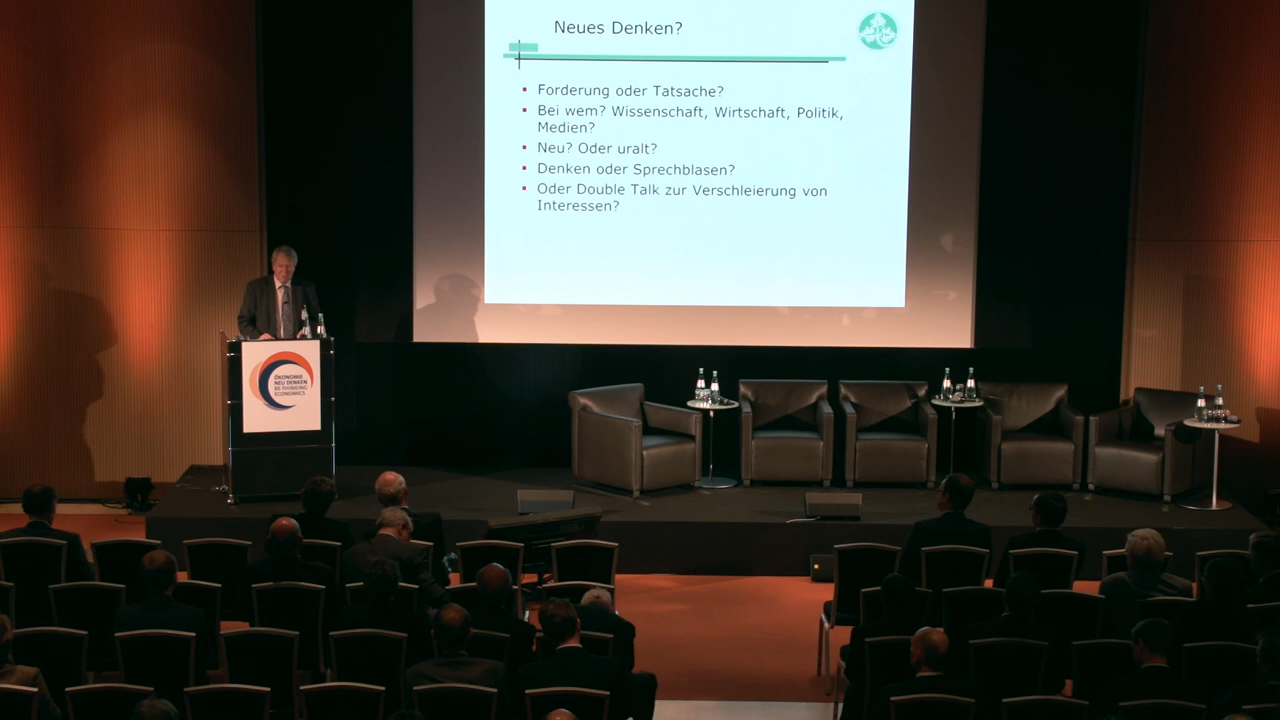 Neues Denken?
Forderung oder Tatsache?
Bei wem? Wissenschaft, Wirtschaft, Politik,
Medien?
Neu? Oder uralt?
Denken oder Sprechblasen?
Oder Double Talk zur Verschleierung von
Interessen?
ÖKONOMIE
NEU DENKEN
RE-THINKING
ECONOMICS